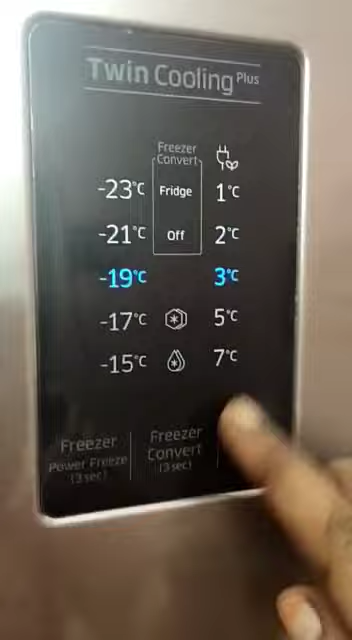 Twin Cooling Plus
Freezer
Convert
-23°C Fridge 1°C
-21°C Off 2°C
-19°C 3°C
-17°C 5°C
-15°C 7°C
Freezer
Power Freeze
(3 sec)
Freezer
Convert
(3 sec)